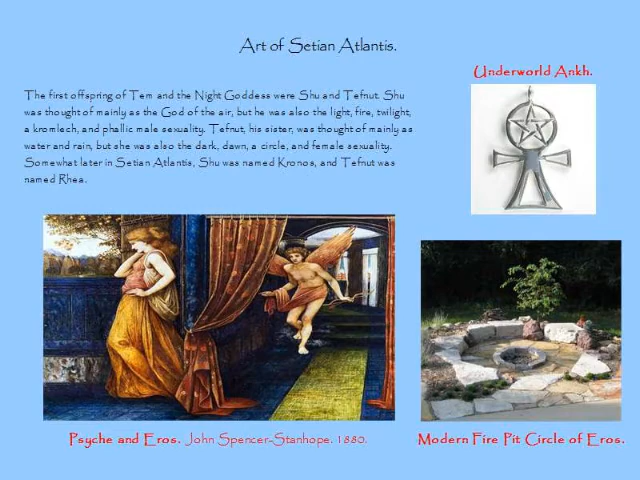 Art of Setian Atlantis.
Underworld Ankh.
The first offspring of Tem and the Night Goddess were Shu and Tefnut. Shu
was thought of mainly as the God of the air, but he was also the light, fire, twilight,
a kromlech, and phallic male sexuality. Tefnut, his sister, was thought of mainly as
water and rain, but she was also the dark, dawn, a circle, and female sexuality.
Somewhat later in Setian Atlantis, Shu was named Kronos, and Tefnut was
named Rhea.
Psyche and Eros. John Spencer-Stanhope. 1880.
Modern Fire Pit Circle of Eros.